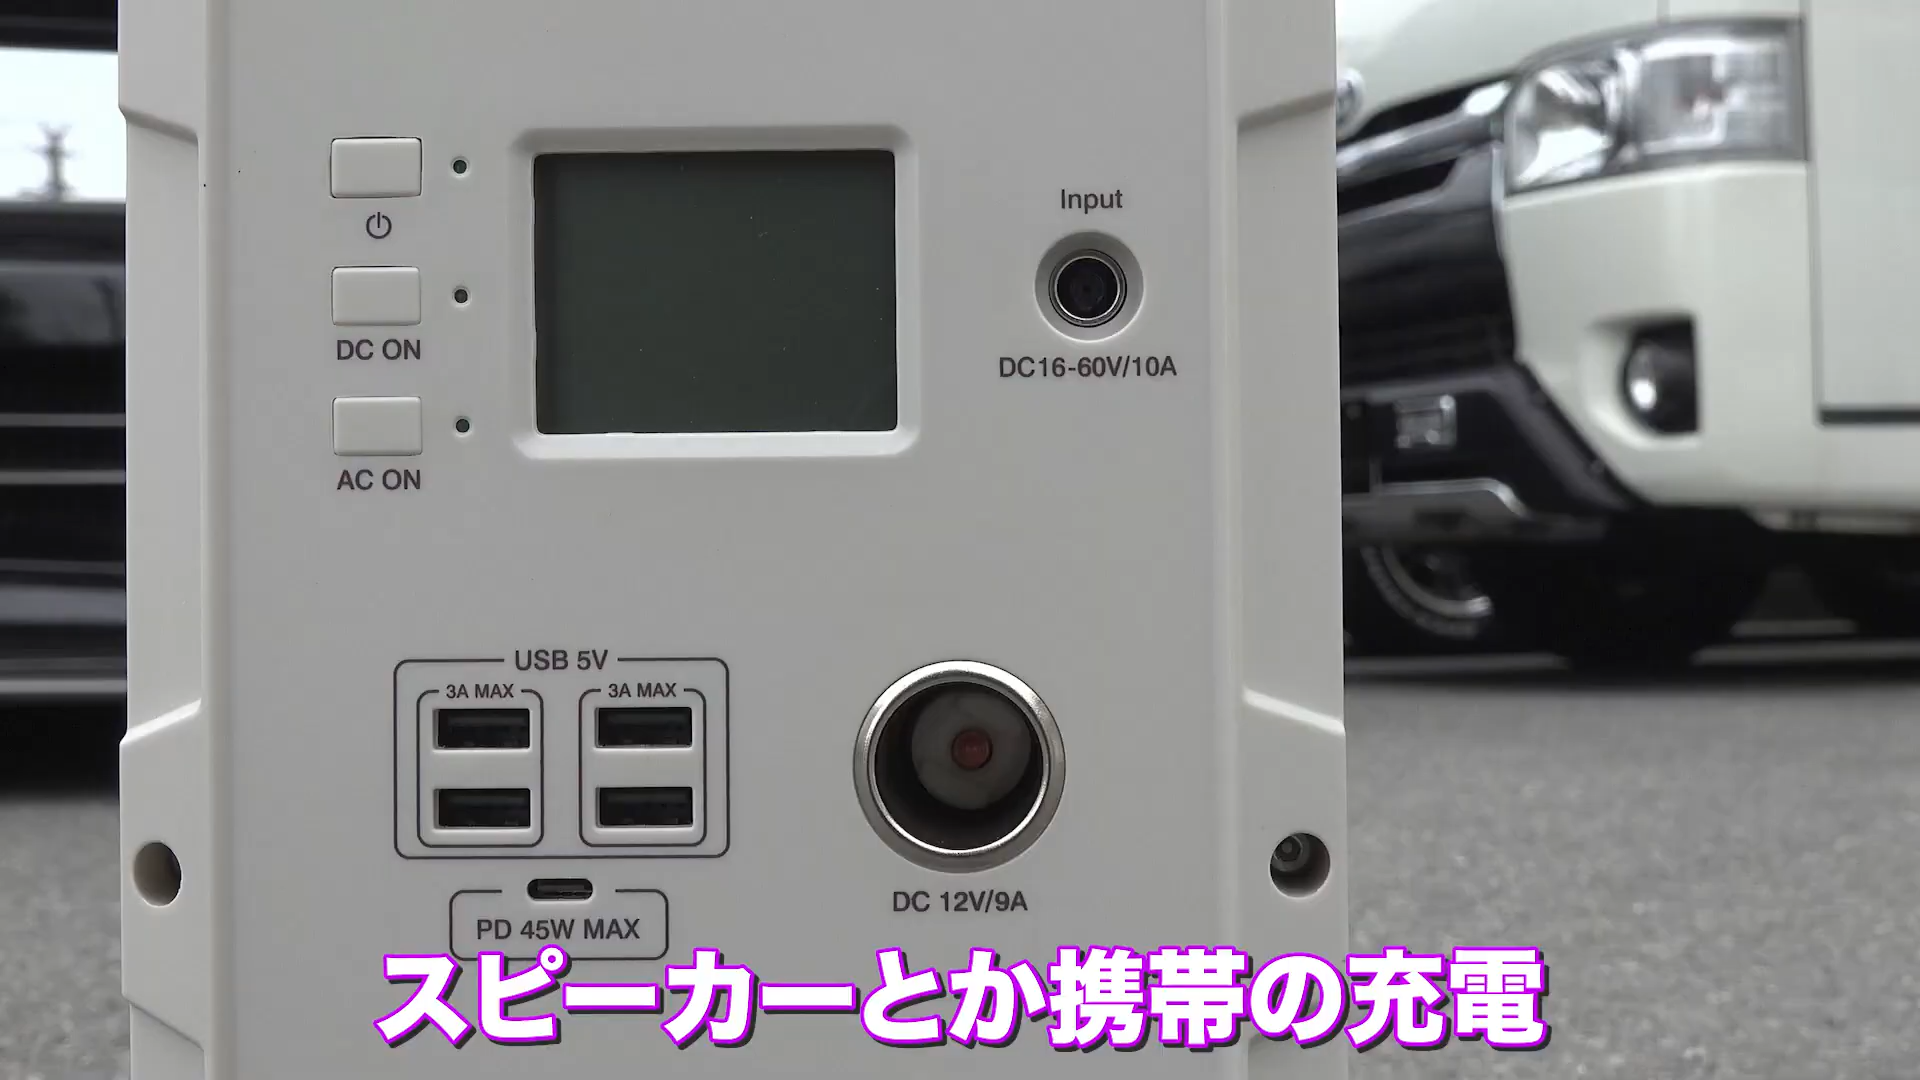 Input
DC16-60V/10A
DC ON
AC ON
USB 5V
3A MAX
3A MAX
PD 45W MAX
DC 12V/9A
スピーカーとか携帯の充電